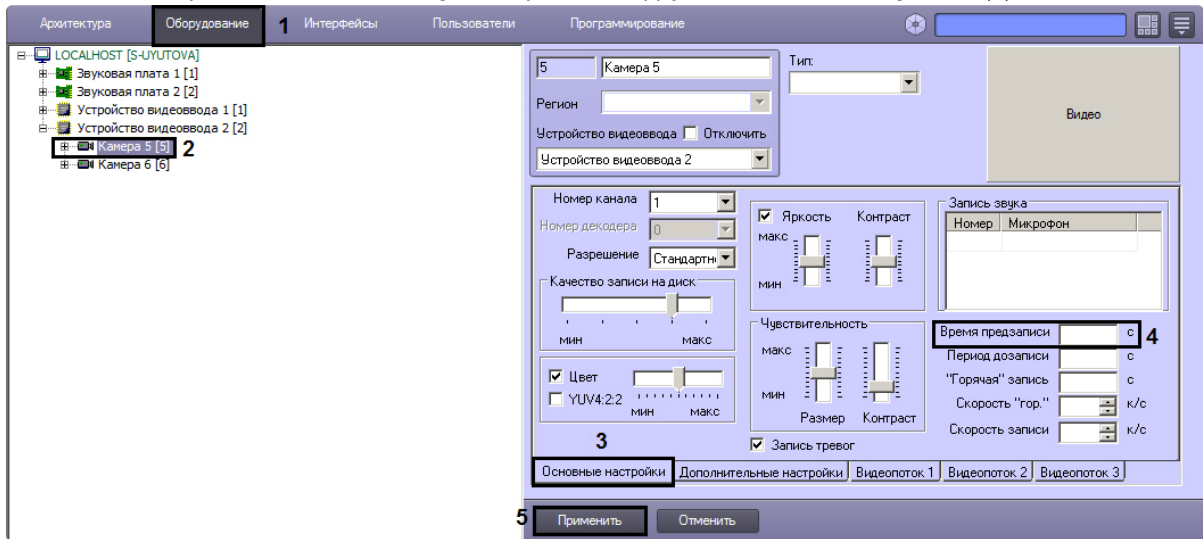 Архитектура Оборудование 1 Интерфейсы Пользователи Программирование
LOCALHOST [S-UYUTOVA]
Звуковая плата 1 [1]
Звуковая плата 2 [2]
Устройство видеоввода 1 [1]
Устройство видеоввода 2 [2]
Камера 5 [5] 2
Камера 6 [6]
5 Камера 5 Тип:
Регион
Видео
Устройство видеоввода Отключить
Устройство видеоввода 2
Номер канала 1
Номер декодера 0
Разрешение Стандартн
Качество записи на диск
мин макс
Цвет
YUV4:2:2
мин макс
3
Яркость Контраст
макс
мин
Чувствительность
макс
мин
Размер Контраст
Запись тревог
Запись звука
Номер Микрофон
Время предзаписи с 4
Период дозаписи с
"Горячая" запись с
Скорость "гор." к/с
Скорость записи к/с
Основные настройки Дополнительные настройки Видеопоток 1 Видеопоток 2 Видеопоток 3
5 Применить Отменить